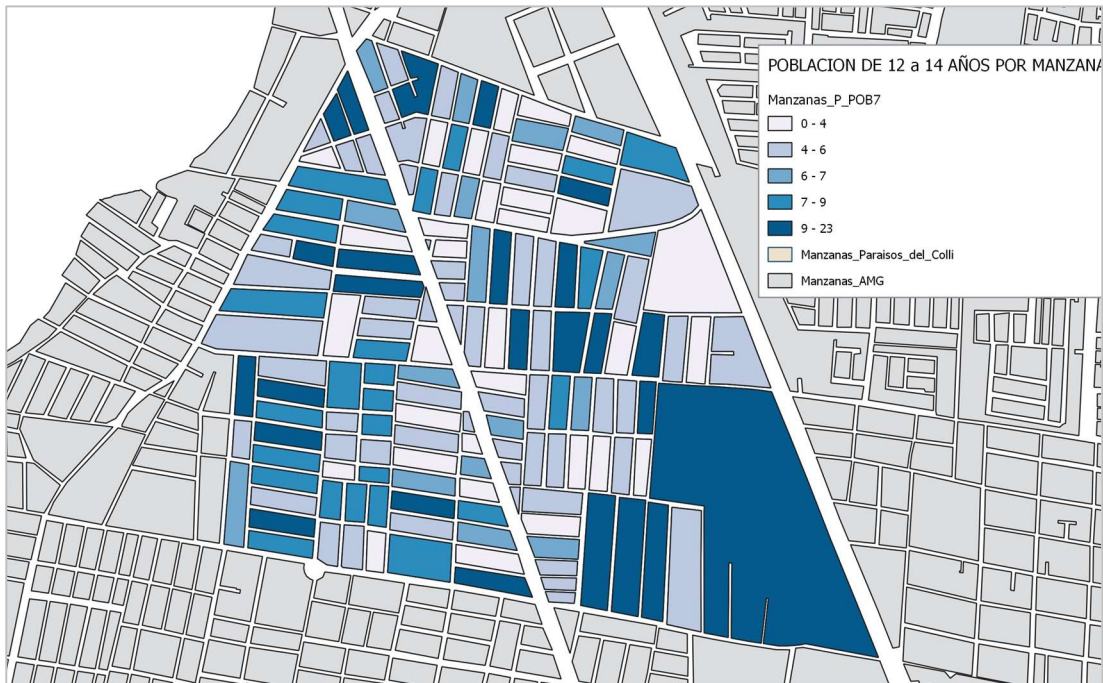 POBLACION DE 12 a 14 AÑOS POR MANZANA
Manzanas_P_POB7
0 - 4
4 - 6
6 - 7
7 - 9
9 - 23
Manzanas_Paraisos_del_Colli
Manzanas_AMG